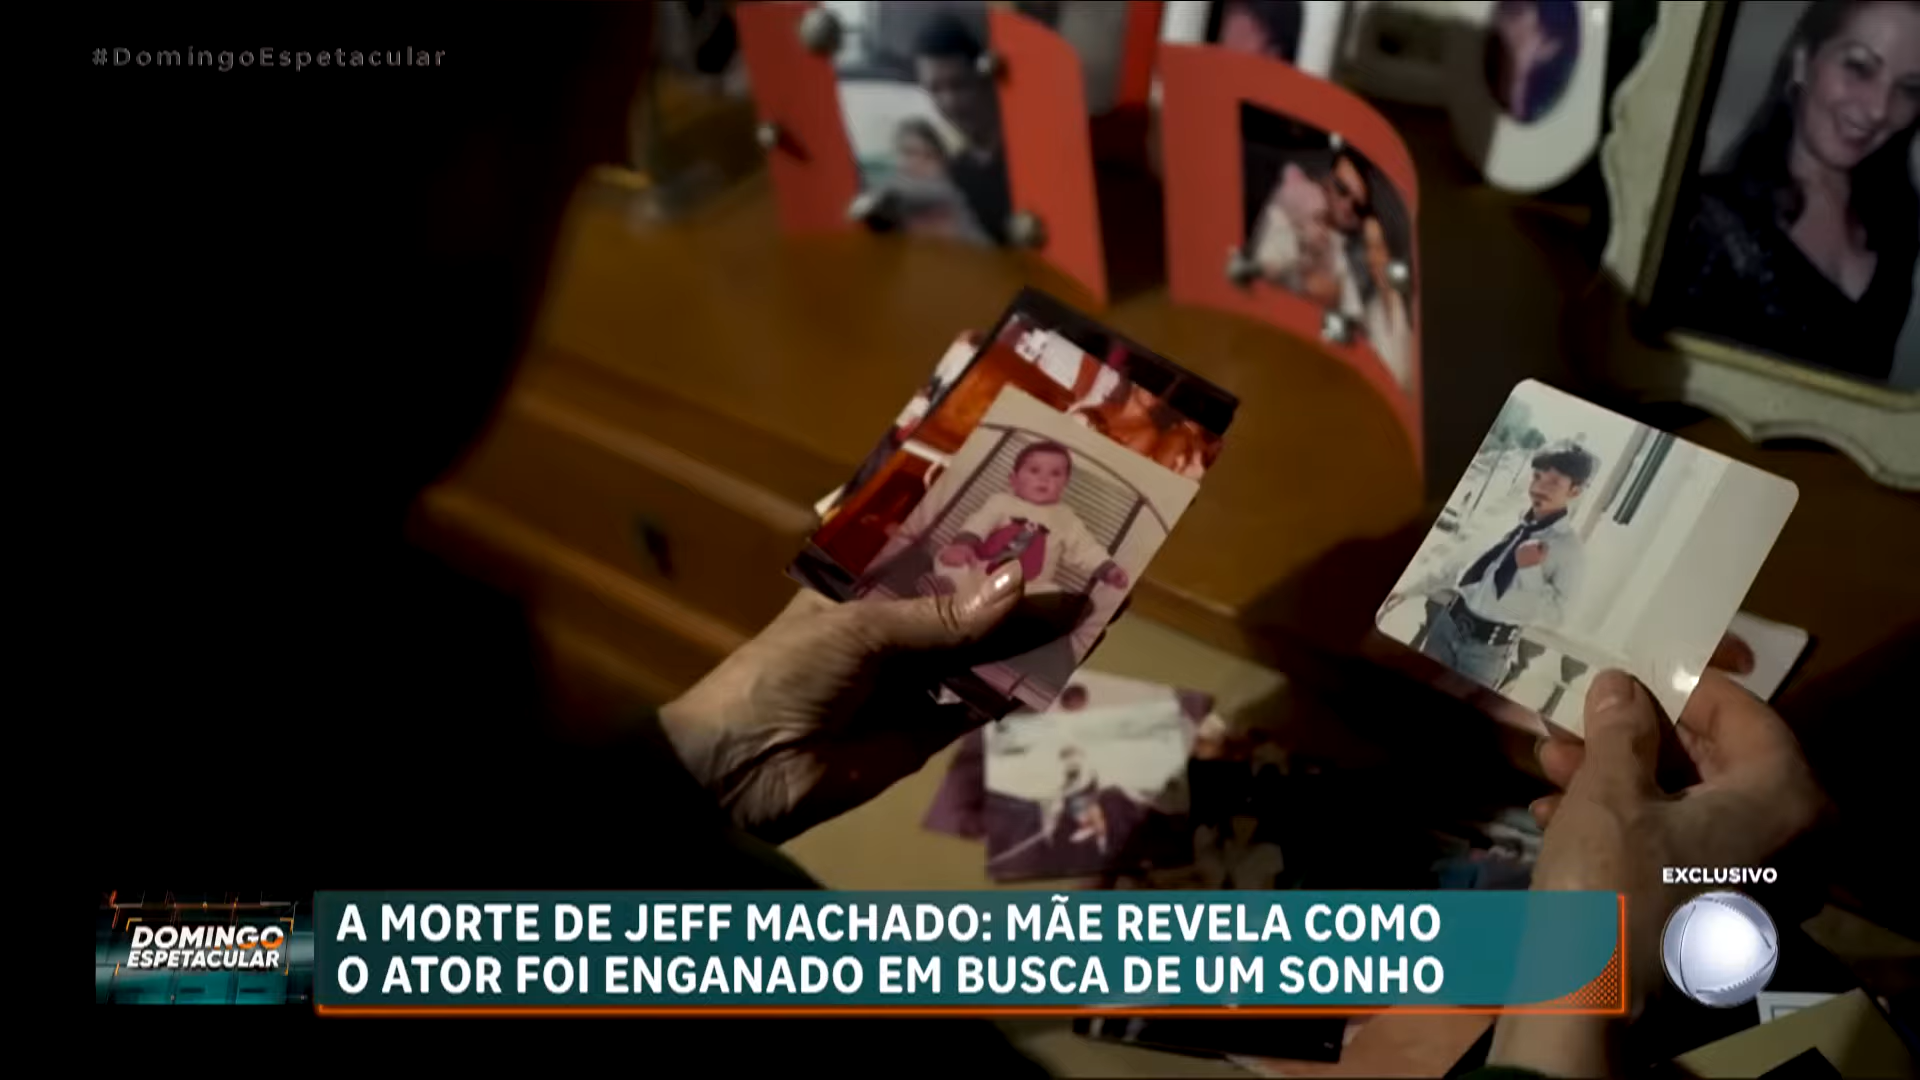 #DomingoEspetacular
EXCLUSIVO
DOMINGO
ESPETACULAR
A MORTE DE JEFF MACHADO: MÃE REVELA COMO
O ATOR FOI ENGANADO EM BUSCA DE UM SONHO